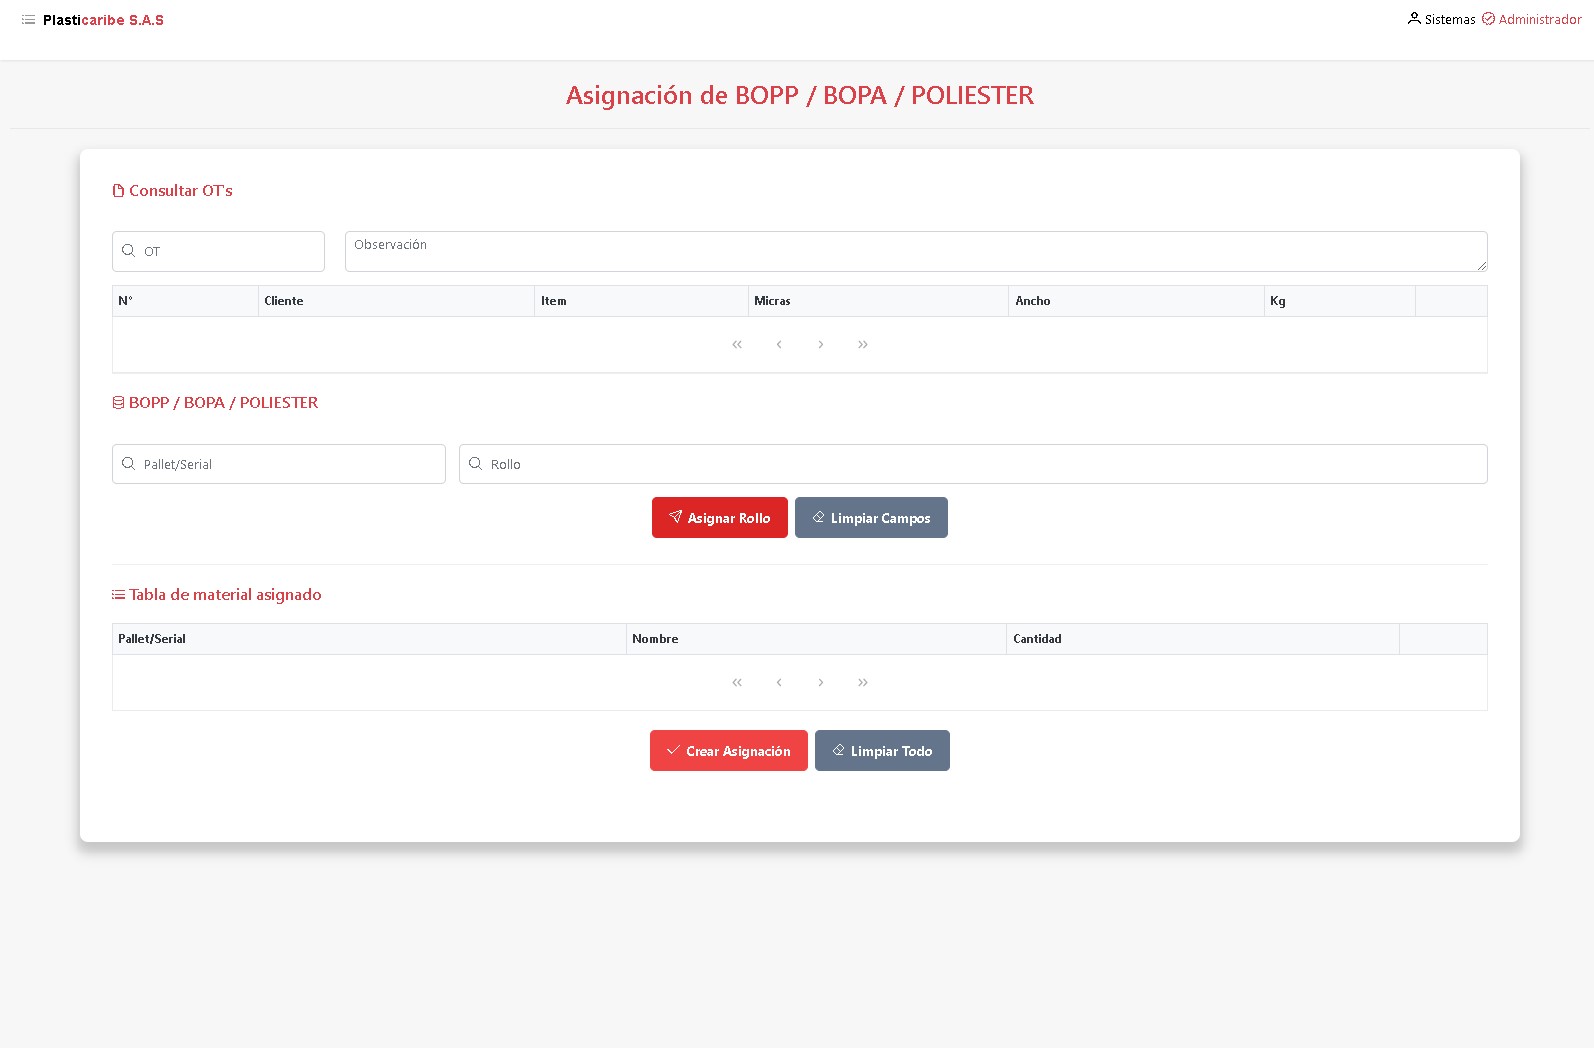 Plasticaribe S.A.S
Sistemas Administrador
Asignación de BOPP / BOPA / POLIESTER
Consultar OT's
OT
Observación
N° Cliente Item Micras Ancho Kg
« ‹ › »
BOPP / BOPA / POLIESTER
Pallet/Serial
Rollo
Asignar Rollo
Limpiar Campos
Tabla de material asignado
Pallet/Serial Nombre Cantidad
« ‹ › »
Crear Asignación
Limpiar Todo